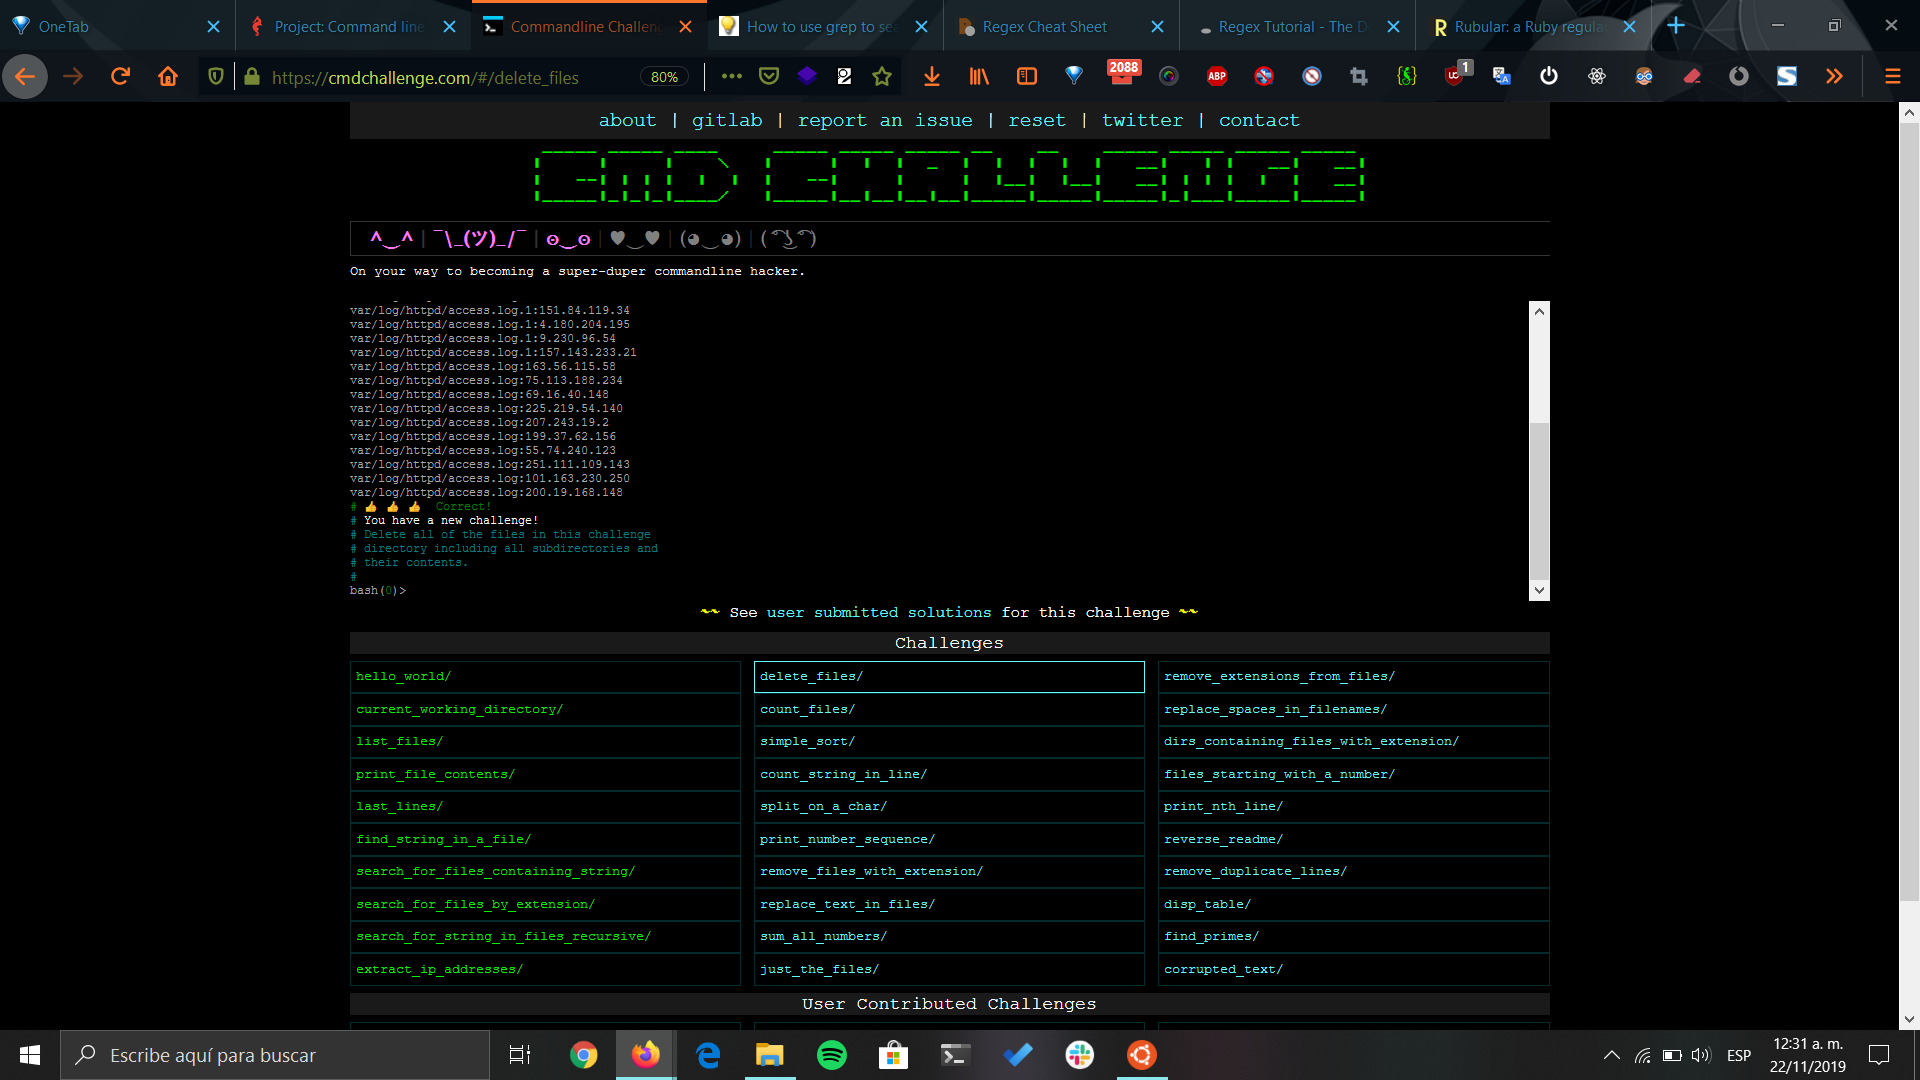 OneTab
Project: Command line
Commandline Challeng
How to use grep to se
Regex Cheat Sheet
Regex Tutorial - The D
Rubular: a Ruby regula
https://cmdchallenge.com/#/delete_files
80%
2088
ABP
1
about | gitlab | report an issue | reset | twitter | contact
CMD CHALLENGE
^‿^ | ¯\_(ツ)_/¯ | ʘ‿ʘ | ♥‿♥ | (◕‿◕) | ( ͡° ͜ʖ ͡°)
On your way to becoming a super-duper commandline hacker.
var/log/httpd/access.log.1:151.84.119.34
var/log/httpd/access.log.1:4.180.204.195
var/log/httpd/access.log.1:9.230.96.54
var/log/httpd/access.log.1:157.143.233.21
var/log/httpd/access.log:163.56.115.58
var/log/httpd/access.log:75.113.188.234
var/log/httpd/access.log:69.16.40.148
var/log/httpd/access.log:225.219.54.140
var/log/httpd/access.log:207.243.19.2
var/log/httpd/access.log:199.37.62.156
var/log/httpd/access.log:55.74.240.123
var/log/httpd/access.log:251.111.109.143
var/log/httpd/access.log:101.163.230.250
var/log/httpd/access.log:200.19.168.148
# 👍 👍 👍 Correct!
# You have a new challenge!
# Delete all of the files in this challenge
# directory including all subdirectories and
# their contents.
#
bash(0)>
~~ See user submitted solutions for this challenge ~~
Challenges
hello_world/
current_working_directory/
list_files/
print_file_contents/
last_lines/
find_string_in_a_file/
search_for_files_containing_string/
search_for_files_by_extension/
search_for_string_in_files_recursive/
extract_ip_addresses/
delete_files/
count_files/
simple_sort/
count_string_in_line/
split_on_a_char/
print_number_sequence/
remove_files_with_extension/
replace_text_in_files/
sum_all_numbers/
just_the_files/
remove_extensions_from_files/
replace_spaces_in_filenames/
dirs_containing_files_with_extension/
files_starting_with_a_number/
print_nth_line/
reverse_readme/
remove_duplicate_lines/
disp_table/
find_primes/
corrupted_text/
User Contributed Challenges
Escribe aquí para buscar
ESP
12:31 a. m.
22/11/2019